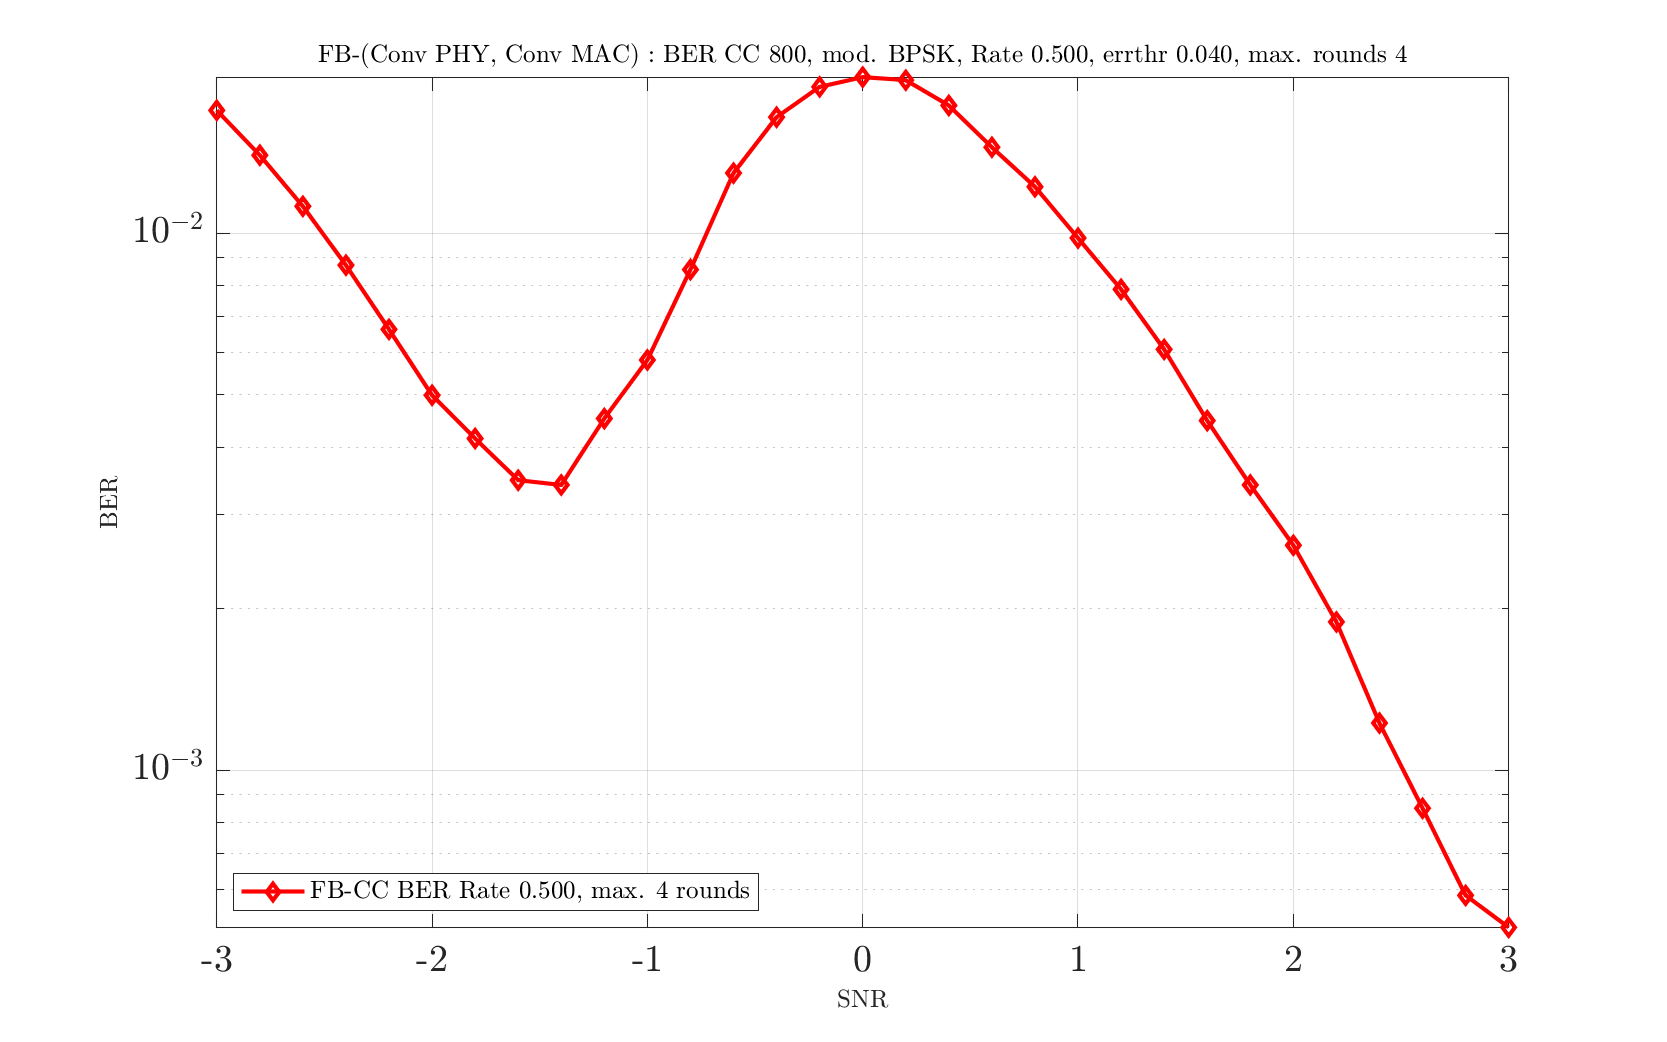 FB-(Conv PHY, Conv MAC) : BER CC 800, mod. BPSK, Rate 0.500, errthr 0.040, max. rounds 4
10⁻²
BER
10⁻³
FB-CC BER Rate 0.500, max. 4 rounds
-3 -2 -1 0 1 2 3
SNR